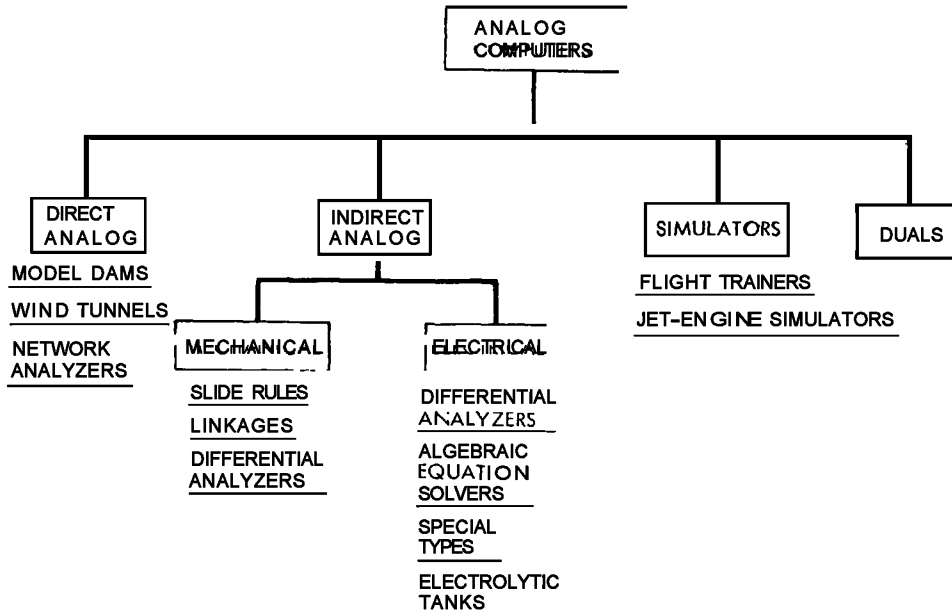 ANALOG
COMPUTERS
DIRECT
ANALOG
MODEL DAMS
WIND TUNNELS
NETWORK
ANALYZERS
INDIRECT
ANALOG
MECHANICAL
SLIDE RULES
LINKAGES
DIFFERENTIAL
ANALYZERS
ELECTRICAL
DIFFERENTIAL
ANALYZERS
ALGEBRAIC
EQUATION
SOLVERS
SPECIAL
TYPES
ELECTROLYTIC
TANKS
SIMULATORS
FLIGHT TRAINERS
JET-ENGINE SIMULATORS
DUALS